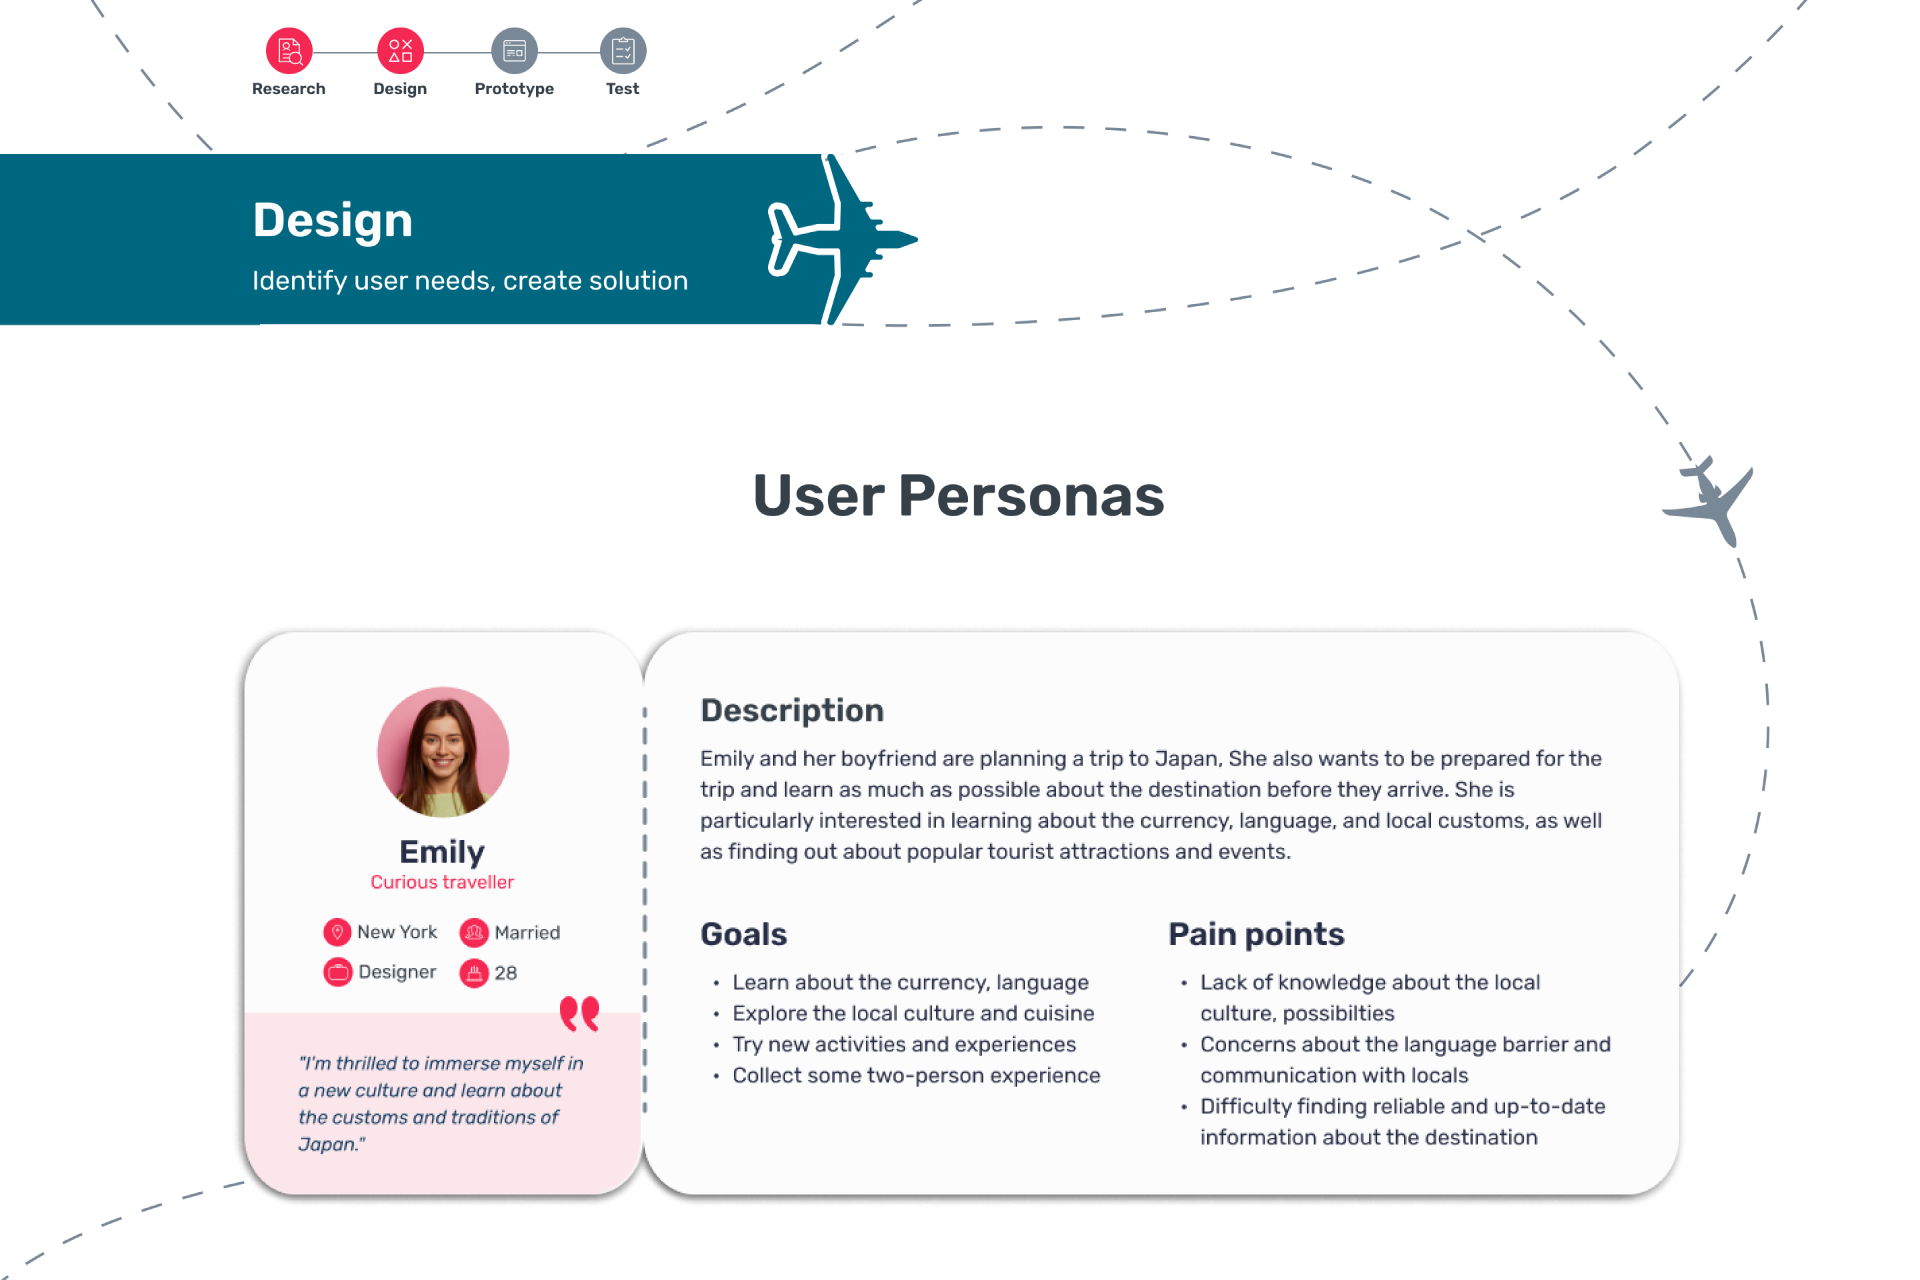 Research
Design
Prototype
Test
Design
Identify user needs, create solution
User Personas
Emily
Curious traveller
New York
Married
Designer
28
"I'm thrilled to immerse myself in
a new culture and learn about
the customs and traditions of
Japan."
Description
Emily and her boyfriend are planning a trip to Japan, She also wants to be prepared for the
trip and learn as much as possible about the destination before they arrive. She is
particularly interested in learning about the currency, language, and local customs, as well
as finding out about popular tourist attractions and events.
Goals
• Learn about the currency, language
• Explore the local culture and cuisine
• Try new activities and experiences
• Collect some two-person experience
Pain points
• Lack of knowledge about the local
culture, possibilties
• Concerns about the language barrier and
communication with locals
• Difficulty finding reliable and up-to-date
information about the destination